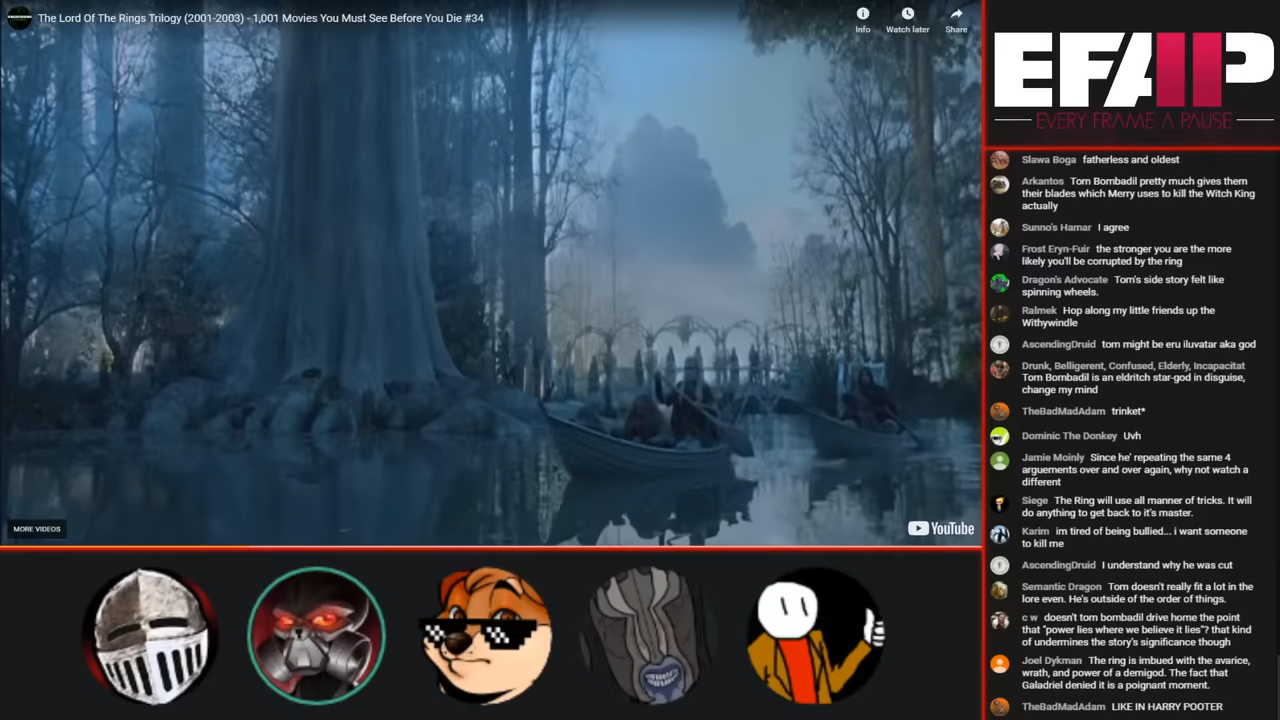 The Lord Of The Rings Trilogy (2001-2003) - 1,001 Movies You Must See Before You Die #34
Info
Watch later
Share
MORE VIDEOS
YouTube
EFAP
EVERY FRAME A PAUSE
Slawa Boga fatherless and oldest
Arkantos Tom Bombadil pretty much gives them
their blades which Merry uses to kill the Witch King
actually
Sunno's Hamar I agree
Frost Eryn-Fuir the stronger you are the more
likely you'll be corrupted by the ring
Dragon's Advocate Tom's side story felt like
spinning wheels.
Ralmek Hop along my little friends up the
Withywindle
AscendingDruid tom might be eru iluvatar aka god
Drunk, Belligerent, Confused, Elderly, Incapacitat
Tom Bombadil is an eldritch star-god in disguise,
change my mind
TheBadMadAdam trinket*
Dominic The Donkey Uvh
Jamie Moinly Since he' repeating the same 4
arguements over and over again, why not watch a
different
Siege The Ring will use all manner of tricks. It will
do anything to get back to it's master.
Karim im tired of being bullied... i want someone
to kill me
AscendingDruid I understand why he was cut
Semantic Dragon Tom doesn't really fit a lot in the
lore even. He's outside of the order of things.
c w doesn't tom bombadil drive home the point
that "power lies where we believe it lies"? that kind
of undermines the story's significance though
Joel Dykman The ring is imbued with the avarice,
wrath, and power of a demigod. The fact that
Galadriel denied it is a poignant moment.
TheBadMadAdam LIKE IN HARRY POOTER